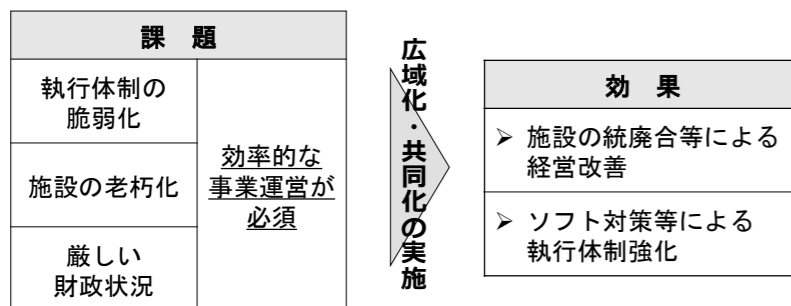 課　題
執行体制の
脆弱化
施設の老朽化
厳しい
財政状況
効率的な
事業運営が
必須
広域化・共同化の実施
効　果
➢ 施設の統廃合等による
経営改善
➢ ソフト対策等による
執行体制強化